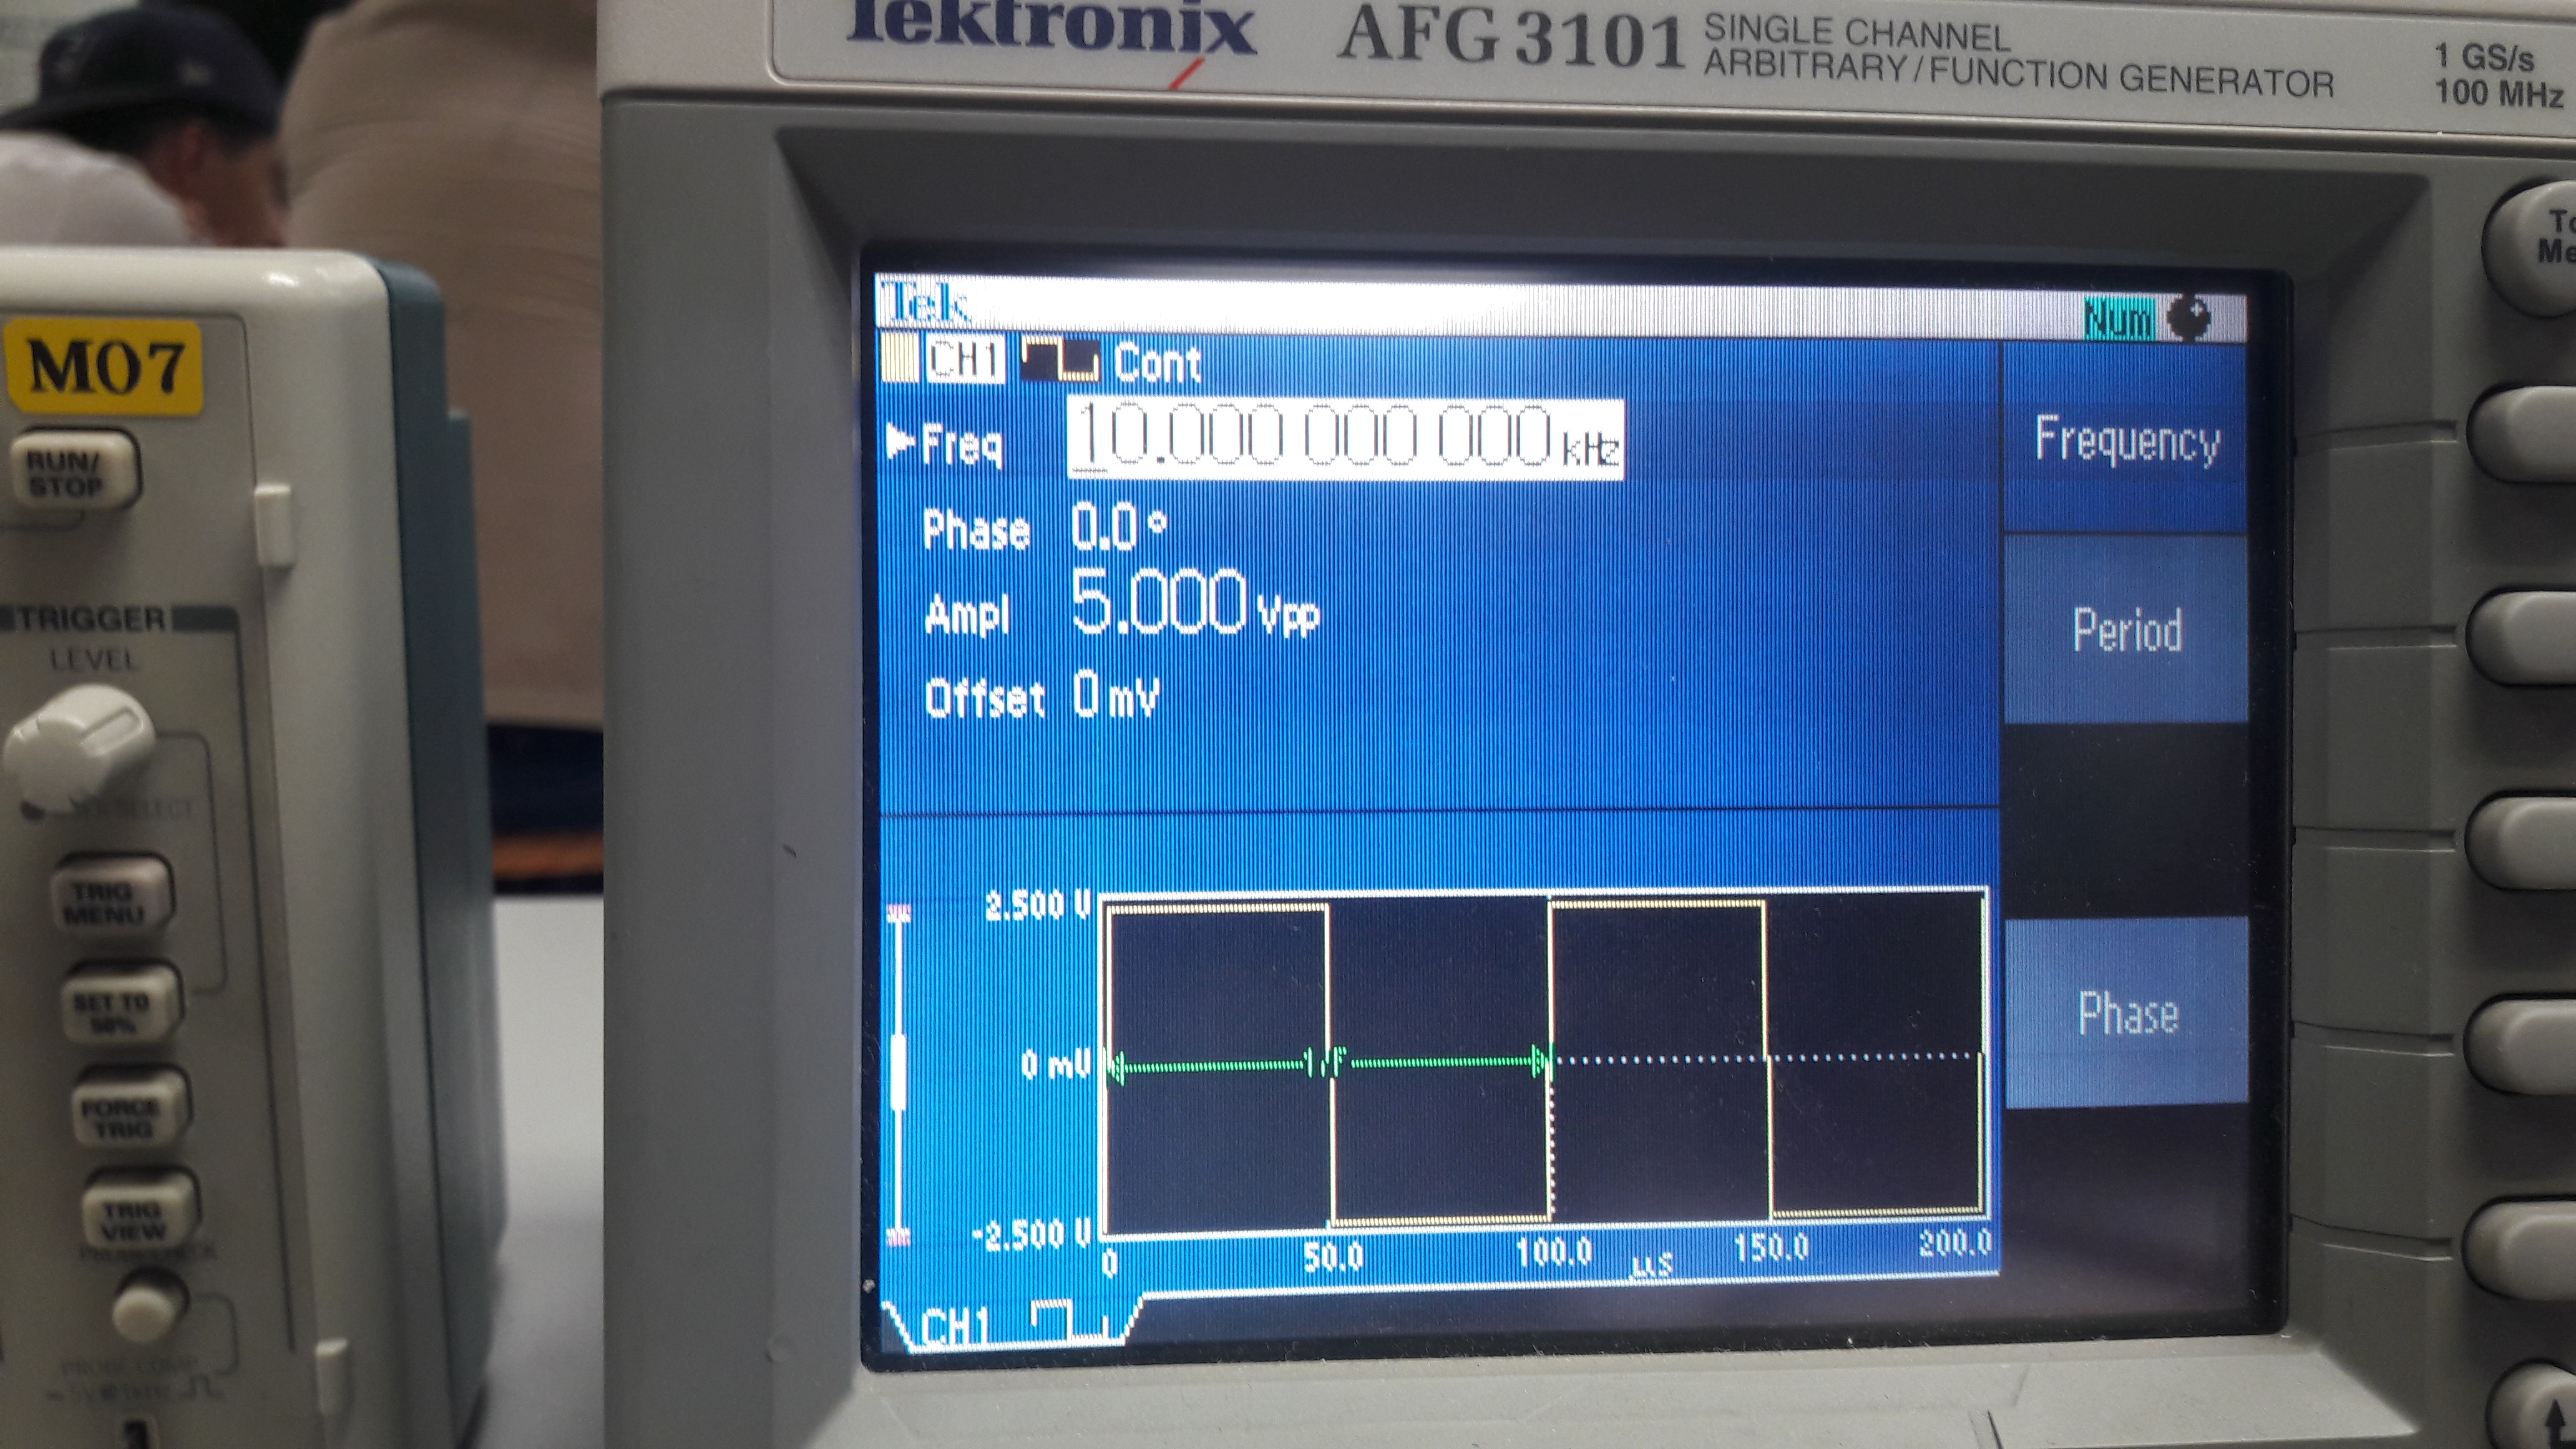 Tektronix
AFG 3101
SINGLE CHANNEL
ARBITRARY/FUNCTION GENERATOR
1 GS/s
100 MHz
Tek
Num
CH1 Cont
Freq 10.000 000 000 kHz
Phase 0.0°
Ampl 5.000 Vpp
Offset 0 mV
Frequency
Period
Phase
2.500 V
0 mV
-2.500 V
1/F
0 50.0 100.0 µs 150.0 200.0
CH1
M07
RUN/
STOP
TRIGGER
LEVEL
TRIG
MENU
SET TO
50%
FORCE
TRIG
TRIG
VIEW
PROBE COMP